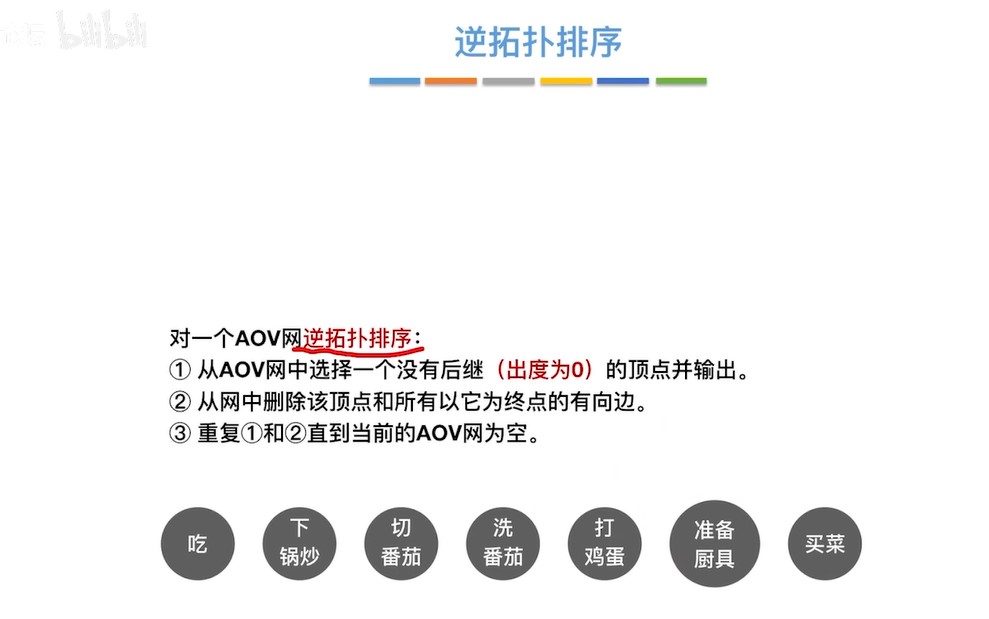 bilibili
逆拓扑排序
对一个AOV网逆拓扑排序：
① 从AOV网中选择一个没有后继（出度为0）的顶点并输出。
② 从网中删除该顶点和所有以它为终点的有向边。
③ 重复①和②直到当前的AOV网为空。
吃
下
锅炒
切
番茄
洗
番茄
打
鸡蛋
准备
厨具
买菜